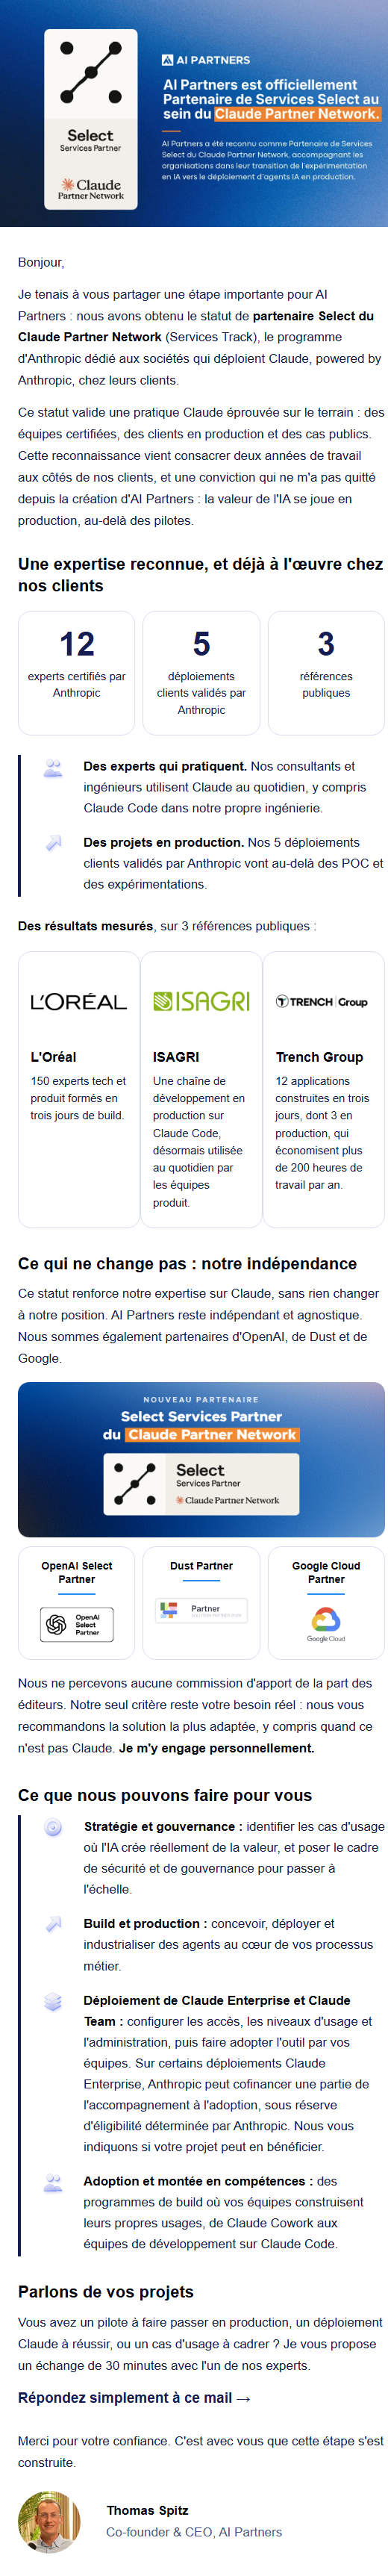 Select
Services Partner
Claude
Partner Network
AI PARTNERS
AI Partners est officiellement
Partenaire de Services Select au
sein du Claude Partner Network.
AI Partners a été reconnu comme Partenaire de Services
Select du Claude Partner Network, accompagnant les
organisations dans leur transition de l'expérimentation
en IA vers le déploiement d'agents IA en production.
Bonjour,
Je tenais à vous partager une étape importante pour AI
Partners : nous avons obtenu le statut de partenaire Select du
Claude Partner Network (Services Track), le programme
d'Anthropic dédié aux sociétés qui déploient Claude, powered by
Anthropic, chez leurs clients.
Ce statut valide une pratique Claude éprouvée sur le terrain : des
équipes certifiées, des clients en production et des cas publics.
Cette reconnaissance vient consacrer deux années de travail
aux côtés de nos clients, et une conviction qui ne m'a pas quitté
depuis la création d'AI Partners : la valeur de l'IA se joue en
production, au-delà des pilotes.
Une expertise reconnue, et déjà à l'œuvre chez
nos clients
12
experts certifiés par
Anthropic
5
déploiements
clients validés par
Anthropic
3
références
publiques
Des experts qui pratiquent. Nos consultants et
ingénieurs utilisent Claude au quotidien, y compris
Claude Code dans notre propre ingénierie.
Des projets en production. Nos 5 déploiements
clients validés par Anthropic vont au-delà des POC et
des expérimentations.
Des résultats mesurés, sur 3 références publiques :
L'ORÉAL
L'Oréal
150 experts tech et
produit formés en
trois jours de build.
ISAGRI
ISAGRI
Une chaîne de
développement en
production sur
Claude Code,
désormais utilisée
au quotidien par
les équipes
produit.
TRENCH Group
Trench Group
12 applications
construites en trois
jours, dont 3 en
production, qui
économisent plus
de 200 heures de
travail par an.
Ce qui ne change pas : notre indépendance
Ce statut renforce notre expertise sur Claude, sans rien changer
à notre position. AI Partners reste indépendant et agnostique.
Nous sommes également partenaires d'OpenAI, de Dust et de
Google.
NOUVEAU PARTENAIRE
Select Services Partner
du Claude Partner Network
Select
Services Partner
Claude Partner Network
OpenAI Select
Partner
OpenAI
Select
Partner
Dust Partner
Partner
Google Cloud
Partner
Google Cloud
Nous ne percevons aucune commission d'apport de la part des
éditeurs. Notre seul critère reste votre besoin réel : nous vous
recommandons la solution la plus adaptée, y compris quand ce
n'est pas Claude. Je m'y engage personnellement.
Ce que nous pouvons faire pour vous
Stratégie et gouvernance : identifier les cas d'usage
où l'IA crée réellement de la valeur, et poser le cadre
de sécurité et de gouvernance pour passer à
l'échelle.
Build et production : concevoir, déployer et
industrialiser des agents au cœur de vos processus
métier.
Déploiement de Claude Enterprise et Claude
Team : configurer les accès, les niveaux d'usage et
l'administration, puis faire adopter l'outil par vos
équipes. Sur certains déploiements Claude
Enterprise, Anthropic peut cofinancer une partie de
l'accompagnement à l'adoption, sous réserve
d'éligibilité déterminée par Anthropic. Nous vous
indiquons si votre projet peut en bénéficier.
Adoption et montée en compétences : des
programmes de build où vos équipes construisent
leurs propres usages, de Claude Cowork aux
équipes de développement sur Claude Code.
Parlons de vos projets
Vous avez un pilote à faire passer en production, un déploiement
Claude à réussir, ou un cas d'usage à cadrer ? Je vous propose
un échange de 30 minutes avec l'un de nos experts.
Répondez simplement à ce mail →
Merci pour votre confiance. C'est avec vous que cette étape s'est
construite.
Thomas Spitz
Co-founder & CEO, AI Partners